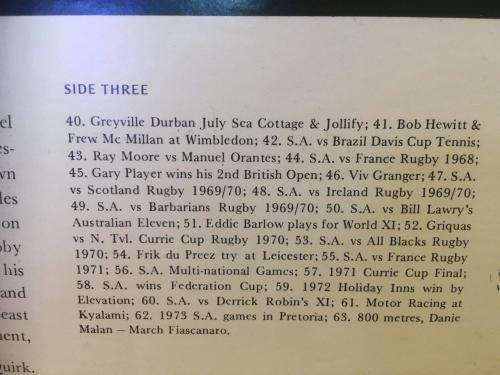 SIDE THREE
40. Greyville Durban July Sea Cottage & Jollify; 41. Bob Hewitt &
Frew Mc Millan at Wimbledon; 42. S.A. vs Brazil Davis Cup Tennis;
43. Ray Moore vs Manuel Orantes; 44. S.A. vs France Rugby 1968;
45. Gary Player wins his 2nd British Open; 46. Viv Granger; 47. S.A.
vs Scotland Rugby 1969/70; 48. S.A. vs Ireland Rugby 1969/70;
49. S.A. vs Barbarians Rugby 1969/70; 50. S.A. vs Bill Lawry's
Australian Eleven; 51. Eddie Barlow plays for World XI; 52. Griquas
vs N. Tvl. Currie Cup Rugby 1970; 53. S.A. vs All Blacks Rugby
1970; 54. Frik du Preez try at Leicester; 55. S.A. vs France Rugby
1971; 56. S.A. Multi-national Games; 57. 1971 Currie Cup Final;
58. S.A. wins Federation Cup; 59. 1972 Holiday Inns win by
Elevation; 60. S.A. vs Derrick Robin's XI; 61. Motor Racing at
Kyalami; 62. 1973 S.A. games in Pretoria; 63. 800 metres, Danie
Malan – March Fiascanaro.
el
es-
wn
les
on
oby
his
and
east
nent,
uirk.